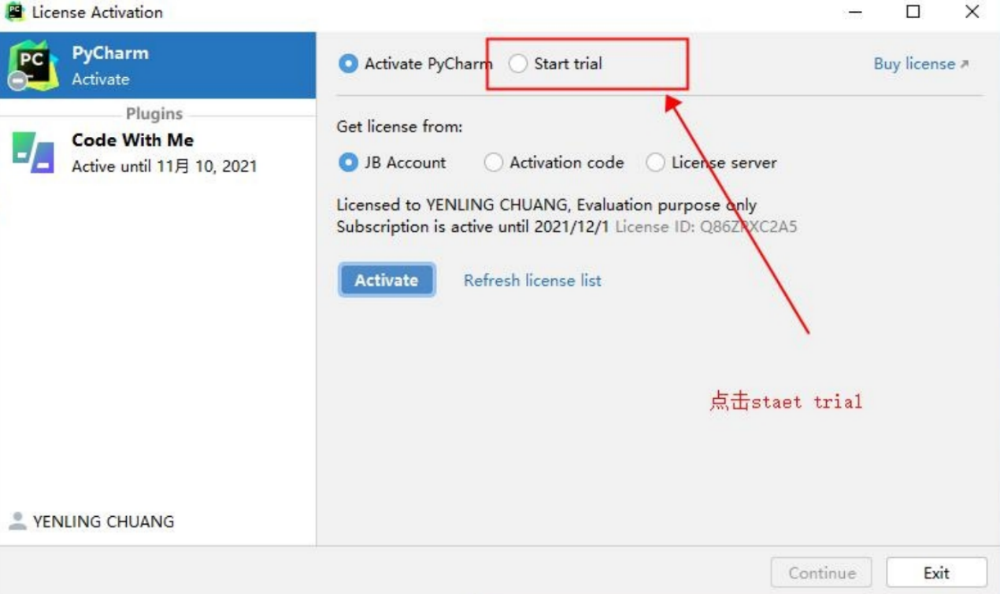 License Activation
PyCharm
Activate
Plugins
Code With Me
Active until 11月 10, 2021
YENLING CHUANG
Activate PyCharm Start trial Buy license
Get license from:
JB Account Activation code License server
Licensed to YENLING CHUANG, Evaluation purpose only
Subscription is active until 2021/12/1 License ID:
Activate Refresh license list
点击staet trial
Continue Exit